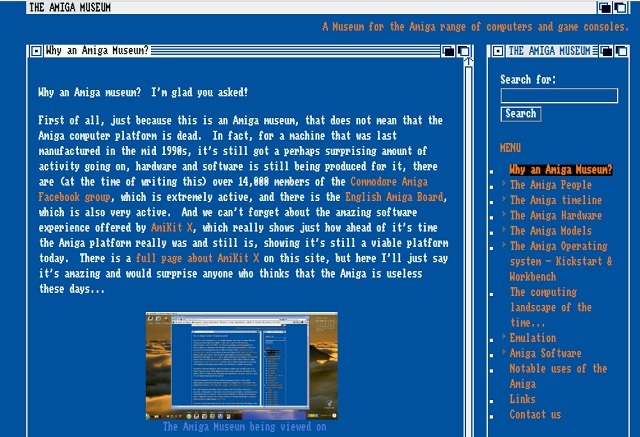 THE AMIGA MUSEUM
A Museum for the Amiga range of computers and game consoles.
Why an Amiga Museum?
Why an Amiga museum? I'm glad you asked!
First of all, just because this is an Amiga museum, that does not mean that the
Amiga computer platform is dead. In fact, for a machine that was last
manufactured in the mid 1990s, it's still got a perhaps surprising amount of
activity going on, hardware and software is still being produced for it, there
are (at the time of writing this) over 14,000 members of the Commodore Amiga
Facebook group, which is extremely active, and there is the English Amiga Board,
which is also very active. And we can't forget about the amazing software
experience offered by AmiKit X, which really shows just how ahead of it's time
the Amiga platform really was and still is, showing it's still a viable platform
today. There is a full page about AmiKit X on this site, but here I'll just say
it's amazing and would surprise anyone who thinks that the Amiga is useless
these days...
The Amiga Museum being viewed on
THE AMIGA MUSEUM
Search for:
Search
MENU
Why an Amiga Museum?
The Amiga People
The Amiga timeline
The Amiga Hardware
The Amiga Models
The Amiga Operating
system – Kickstart &
Workbench
The computing
landscape of the
time...
Emulation
Amiga Software
Notable uses of the
Amiga
Links
Contact us